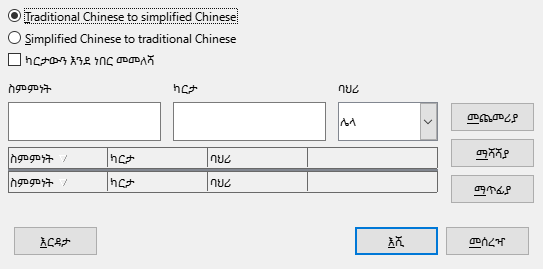 Traditional Chinese to simplified Chinese
Simplified Chinese to traditional Chinese
ካርታውን እንደ ነበር መመለሻ
ስምምነት ካርታ ባህሪ
ሌላ
መጨመሪያ
ስምምነት ካርታ ባህሪ
ማሻሻያ
ስምምነት ካርታ ባህሪ
ማጥፊያ
እርዳታ እሺ መሰረዣ